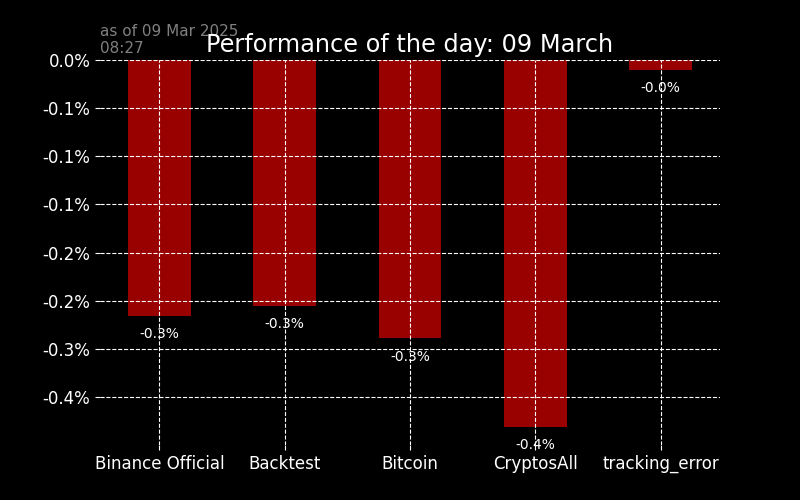 as of 09 Mar 2025
08:27
Performance of the day: 09 March
0.0%
-0.1%
-0.1%
-0.1%
-0.2%
-0.2%
-0.3%
-0.4%
-0.3%
-0.3%
-0.3%
-0.4%
-0.0%
Binance Official
Backtest
Bitcoin
CryptosAll
tracking_error